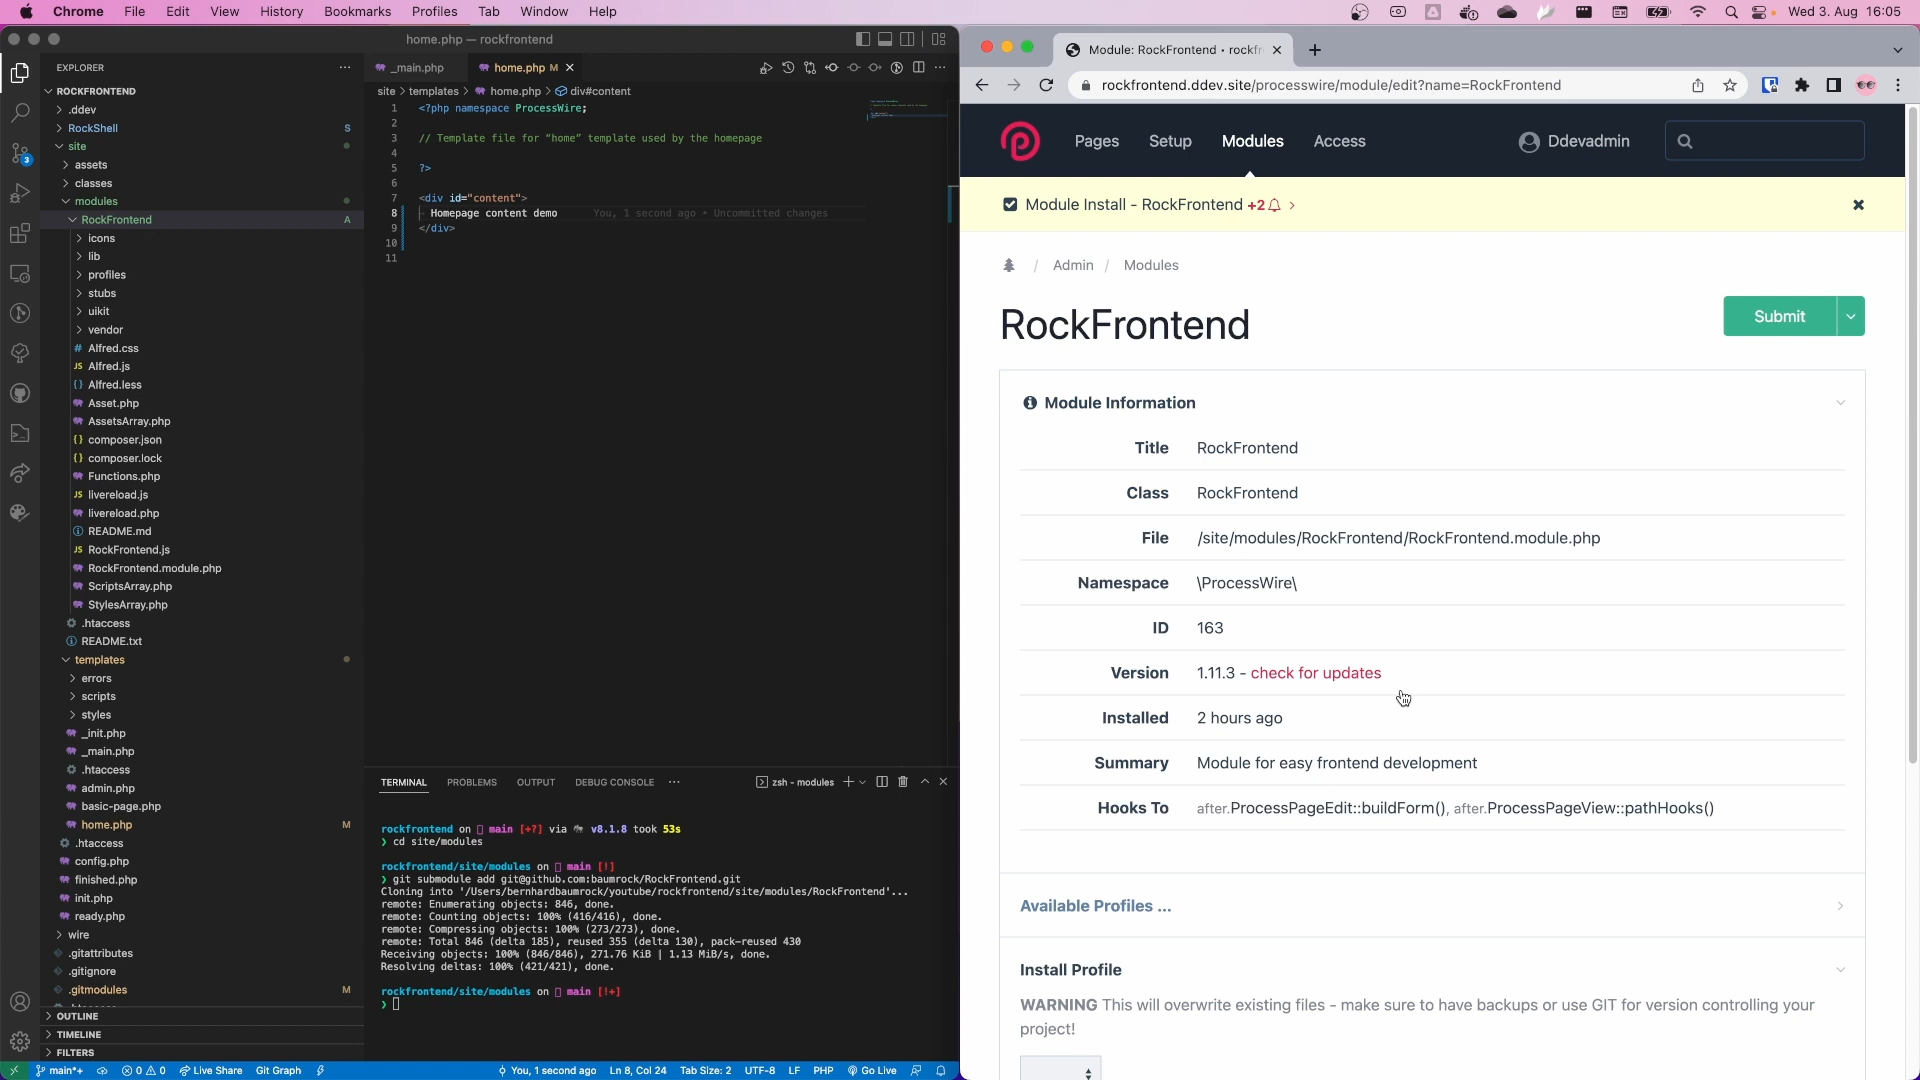 Chrome File Edit View History Bookmarks Profiles Tab Window Help
Wed 3. Aug 16:05
home.php — rockfrontend
EXPLORER
ROCKFRONTEND
.ddev
RockShell S
site
assets
classes
modules
RockFrontend A
icons
lib
profiles
stubs
uikit
vendor
Alfred.css
Alfred.js
Alfred.less
Asset.php
AssetsArray.php
composer.json
composer.lock
Functions.php
livereload.js
livereload.php
README.md
RockFrontend.js
RockFrontend.module.php
ScriptsArray.php
StylesArray.php
.htaccess
README.txt
templates
errors
scripts
styles
_init.php
_main.php
.htaccess
admin.php
basic-page.php
home.php M
.htaccess
config.php
finished.php
init.php
ready.php
wire
.gitattributes
.gitignore
.gitmodules M
OUTLINE
TIMELINE
FILTERS
3
_main.php home.php M
site > templates > home.php > div#content
1 <?php namespace ProcessWire;
2
3 // Template file for “home” template used by the homepage
4
5 ?>
6
7 <div id="content">
8 Homepage content demo You, 1 second ago • Uncommitted changes
9 </div>
10
11
TERMINAL PROBLEMS OUTPUT DEBUG CONSOLE ··· zsh - modules
rockfrontend on main [+?] via v8.1.8 took 53s
❯ cd site/modules
rockfrontend/site/modules on main [!]
❯ git submodule add git@github.com:baumrock/RockFrontend.git
Cloning into '/Users/bernhardbaumrock/youtube/rockfrontend/site/modules/RockFrontend'...
remote: Enumerating objects: 846, done.
remote: Counting objects: 100% (416/416), done.
remote: Compressing objects: 100% (273/273), done.
remote: Total 846 (delta 185), reused 355 (delta 130), pack-reused 430
Receiving objects: 100% (846/846), 271.76 KiB | 1.13 MiB/s, done.
Resolving deltas: 100% (421/421), done.
rockfrontend/site/modules on main [!+]
❯
main*+ 0 0 Live Share Git Graph You, 1 second ago Ln 8, Col 24 Tab Size: 2 UTF-8 LF PHP Go Live
Module: RockFrontend • rockfr
rockfrontend.ddev.site/processwire/module/edit?name=RockFrontend
Pages Setup Modules Access Ddevadmin
Module Install - RockFrontend +2 >
/ Admin / Modules
RockFrontend
Submit
Module Information
Title RockFrontend
Class RockFrontend
File /site/modules/RockFrontend/RockFrontend.module.php
Namespace \ProcessWire\
ID 163
Version 1.11.3 - check for updates
Installed 2 hours ago
Summary Module for easy frontend development
Hooks To after.ProcessPageEdit::buildForm(), after.ProcessPageView::pathHooks()
Available Profiles ...
Install Profile
WARNING This will overwrite existing files - make sure to have backups or use GIT for version controlling your
project!